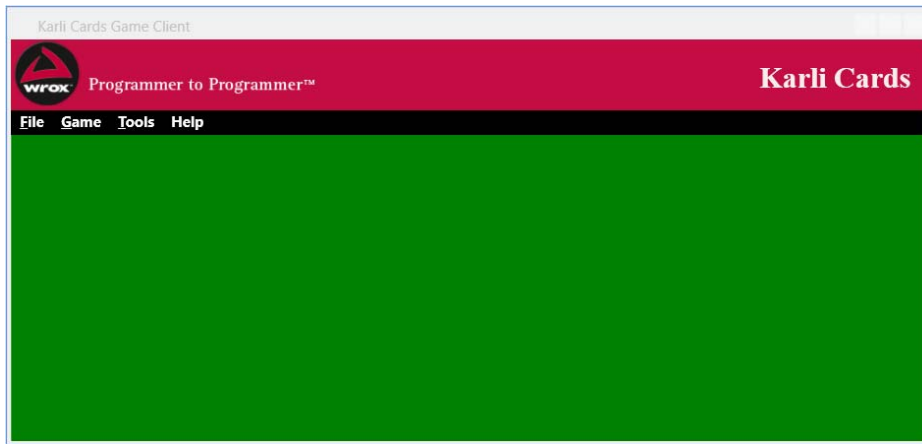 Karli Cards Game Client
wrox
Programmer to Programmer™
Karli Cards
File Game Tools Help